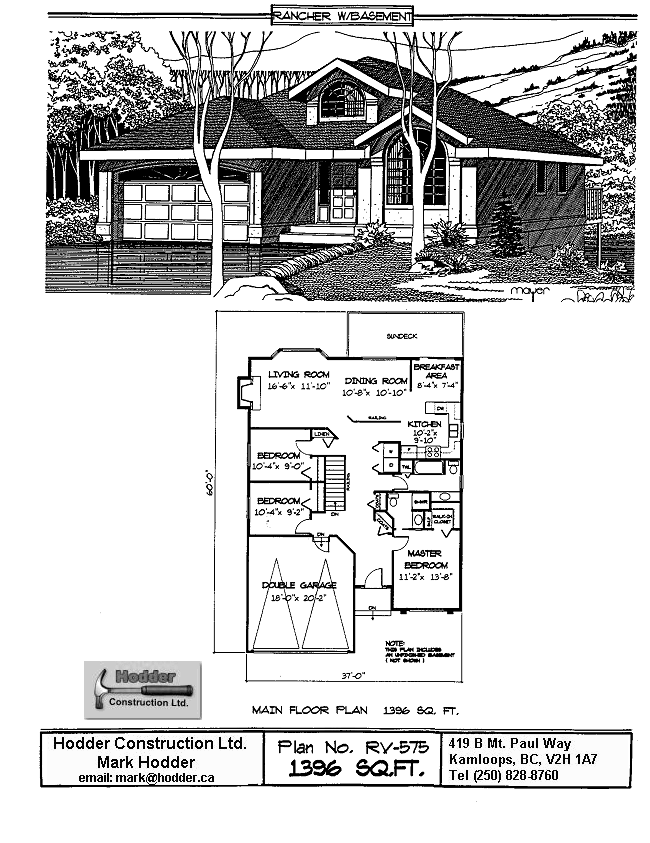 RANCHER W/BASEMENT
mayer
SUNDECK
LIVING ROOM
16'-6"x 11'-10"
DINING ROOM
10'-8"x 10'-10"
BREAKFAST
AREA
8'-4"x 7'-4"
RAILING
DW
KITCHEN
10'-2"x
9'-10"
LINEN
BEDROOM
10'-4"x 9'-0"
RAILING
W
D
F
BEDROOM
10'-4"x 9'-2"
DN
DN
WALK-IN
CLOSET
MASTER
BEDROOM
11'-2"x 13'-8"
DOUBLE GARAGE
18'-0"x 20'-2"
DN
60'-0"
NOTE:
THIS PLAN INCLUDES
AN UNFINISHED BASEMENT
( NOT SHOWN )
37'-0"
Hodder
Construction Ltd.
MAIN FLOOR PLAN 1396 SQ. FT.
Hodder Construction Ltd.
Mark Hodder
email: mark@hodder.ca
Plan No. RV-575
1396 SQ.FT.
419 B Mt. Paul Way
Kamloops, BC, V2H 1A7
Tel (250) 828-8760